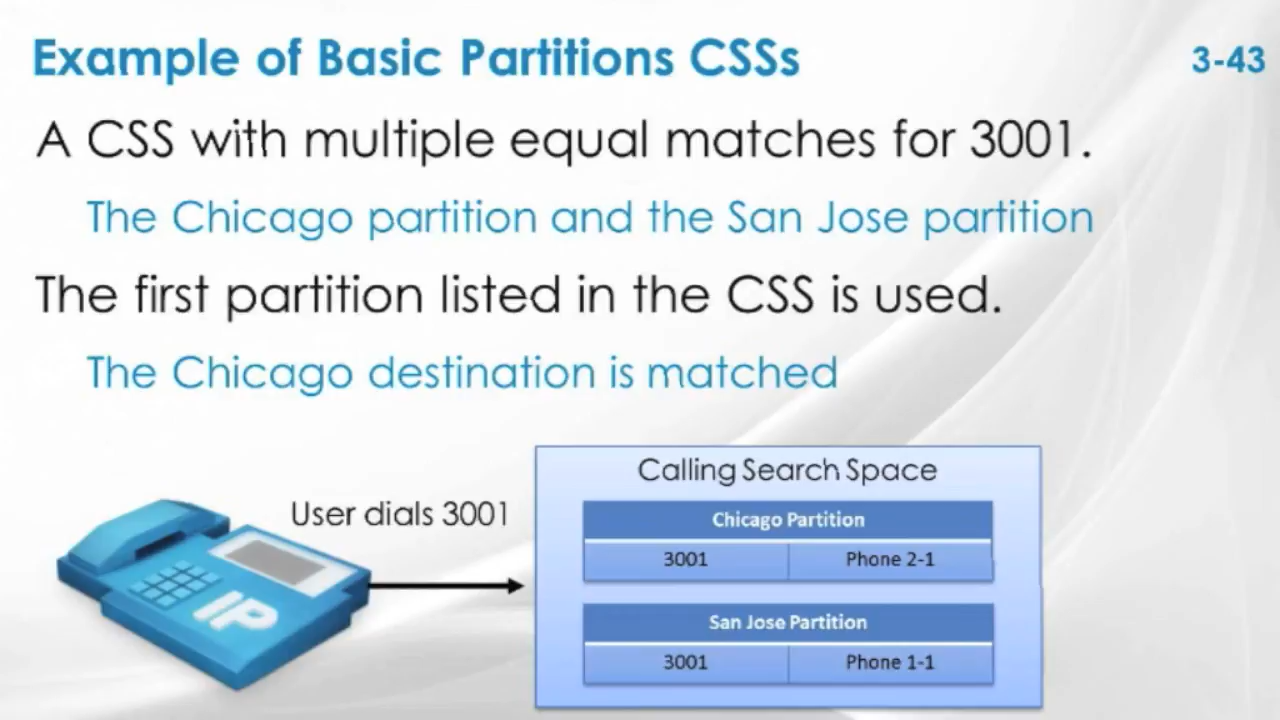 Example of Basic Partitions CSSs
3-43
A CSS with multiple equal matches for 3001.
The Chicago partition and the San Jose partition
The first partition listed in the CSS is used.
The Chicago destination is matched
User dials 3001
IP
Calling Search Space
Chicago Partition
3001 Phone 2-1
San Jose Partition
3001 Phone 1-1